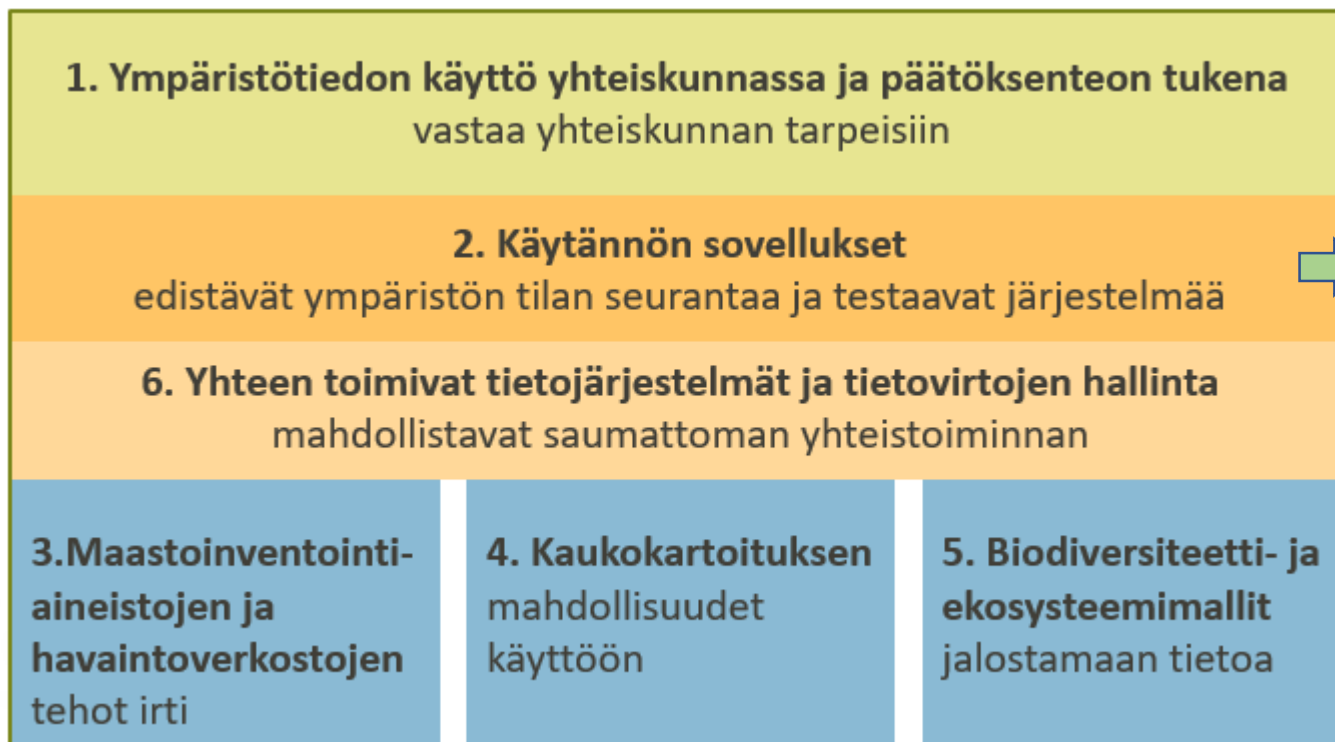 1. Ympäristötiedon käyttö yhteiskunnassa ja päätöksenteon tukena
vastaa yhteiskunnan tarpeisiin
2. Käytännön sovellukset
edistävät ympäristön tilan seurantaa ja testaavat järjestelmää
6. Yhteen toimivat tietojärjestelmät ja tietovirtojen hallinta
mahdollistavat saumattoman yhteistoiminnan
3.Maastoinventointi-
aineistojen ja
havaintoverkostojen
tehot irti
4. Kaukokartoituksen
mahdollisuudet
käyttöön
5. Biodiversiteetti- ja
ekosysteemimallit
jalostamaan tietoa